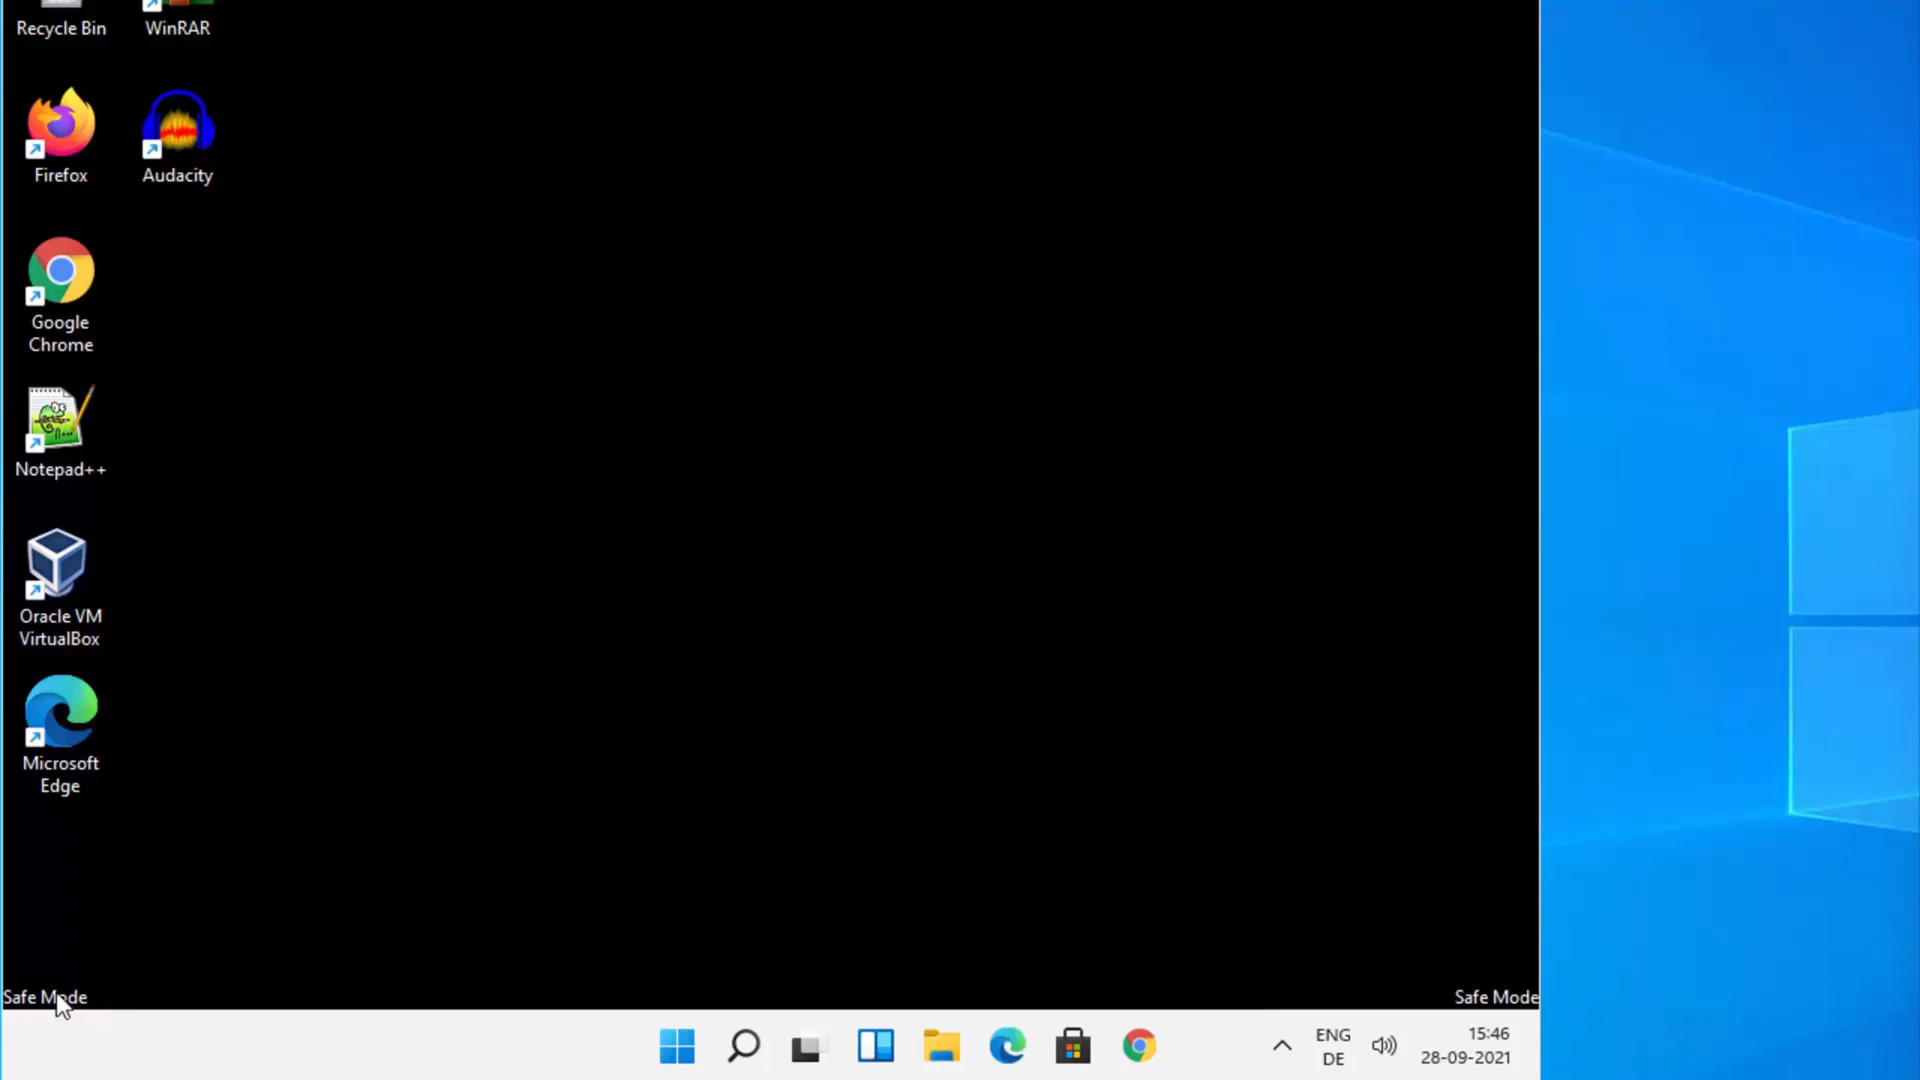 Recycle Bin
WinRAR
Firefox
Audacity
Google
Chrome
Notepad++
Oracle VM
VirtualBox
Microsoft
Edge
Safe Mode
Safe Mode
ENG
DE
15:46
28-09-2021